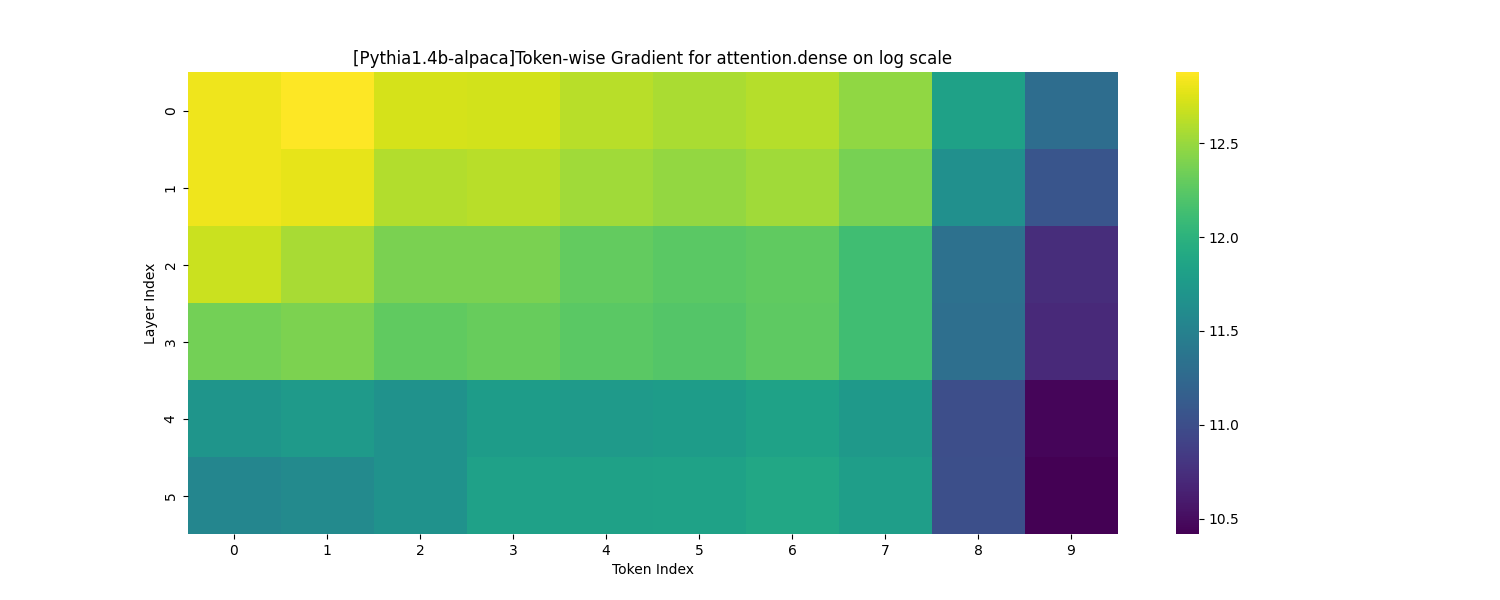 [Pythia1.4b-alpaca]Token-wise Gradient for attention.dense on log scale
Layer Index
0
1
2
3
4
5
0 1 2 3 4 5 6 7 8 9
Token Index
12.5
12.0
11.5
11.0
10.5